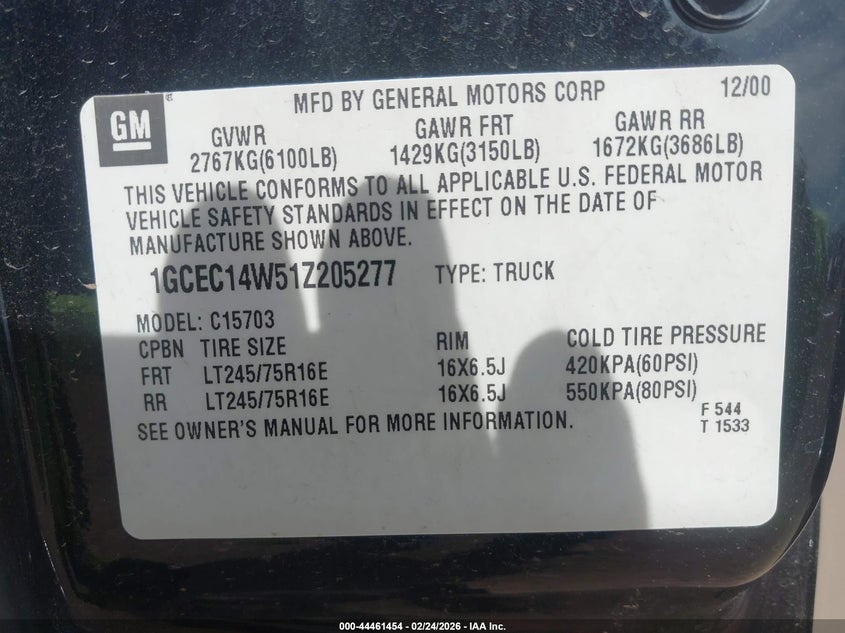 GM
MFD BY GENERAL MOTORS CORP 12/00
GVWR GAWR FRT GAWR RR
2767KG(6100LB) 1429KG(3150LB) 1672KG(3686LB)
THIS VEHICLE CONFORMS TO ALL APPLICABLE U.S. FEDERAL MOTOR
VEHICLE SAFETY STANDARDS IN EFFECT ON THE DATE OF
MANUFACTURE SHOWN ABOVE.
1GCEC14W51Z205277 TYPE: TRUCK
MODEL: C15703
CPBN TIRE SIZE RIM COLD TIRE PRESSURE
FRT LT245/75R16E 16X6.5J 420KPA(60PSI)
RR LT245/75R16E 16X6.5J 550KPA(80PSI)
SEE OWNER'S MANUAL FOR MORE INFORMATION.
F 544
T 1533
000-44461454 - 02/24/2026 - IAA Inc.